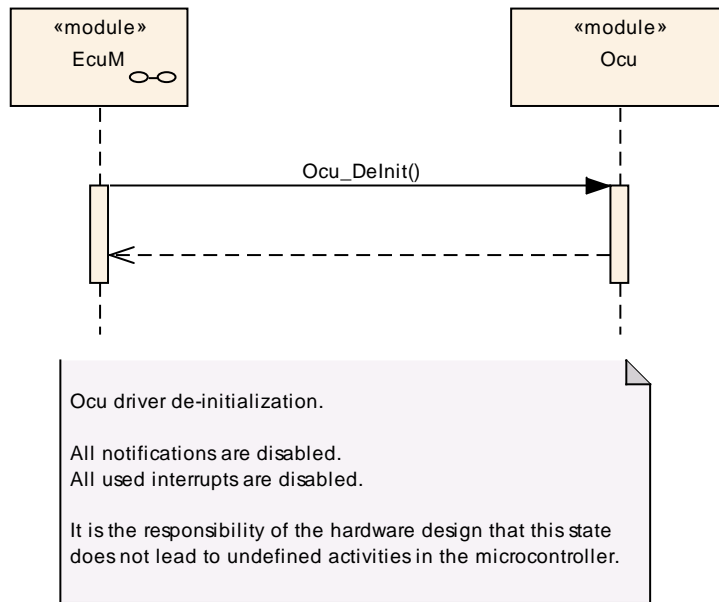 «module»
EcuM
«module»
Ocu
Ocu_DeInit()
Ocu driver de-initialization.
All notifications are disabled.
All used interrupts are disabled.
It is the responsibility of the hardware design that this state
does not lead to undefined activities in the microcontroller.